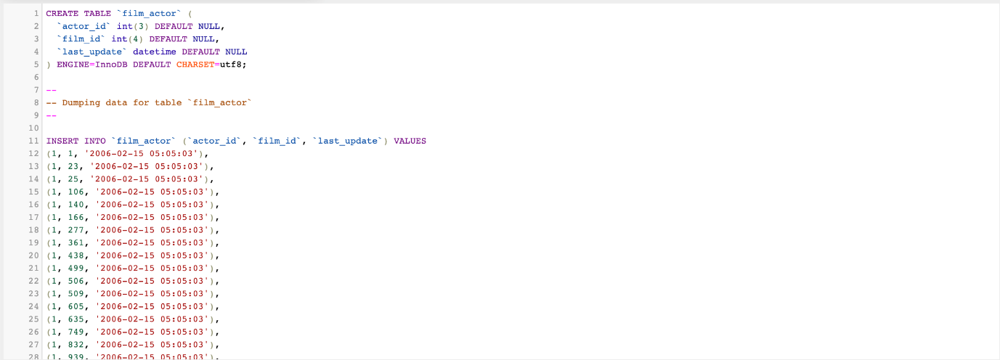 1 CREATE TABLE `film_actor` (
2 `actor_id` int(3) DEFAULT NULL,
3 `film_id` int(4) DEFAULT NULL,
4 `last_update` datetime DEFAULT NULL
5 ) ENGINE=InnoDB DEFAULT CHARSET=utf8;
6
7 --
8 -- Dumping data for table `film_actor`
9 --
10
11 INSERT INTO `film_actor` (`actor_id`, `film_id`, `last_update`) VALUES
12 (1, 1, '2006-02-15 05:05:03'),
13 (1, 23, '2006-02-15 05:05:03'),
14 (1, 25, '2006-02-15 05:05:03'),
15 (1, 106, '2006-02-15 05:05:03'),
16 (1, 140, '2006-02-15 05:05:03'),
17 (1, 166, '2006-02-15 05:05:03'),
18 (1, 277, '2006-02-15 05:05:03'),
19 (1, 361, '2006-02-15 05:05:03'),
20 (1, 438, '2006-02-15 05:05:03'),
21 (1, 499, '2006-02-15 05:05:03'),
22 (1, 506, '2006-02-15 05:05:03'),
23 (1, 509, '2006-02-15 05:05:03'),
24 (1, 605, '2006-02-15 05:05:03'),
25 (1, 635, '2006-02-15 05:05:03'),
26 (1, 749, '2006-02-15 05:05:03'),
27 (1, 832, '2006-02-15 05:05:03'),
28 (1, 939, '2006-02-15 05:05:03'),